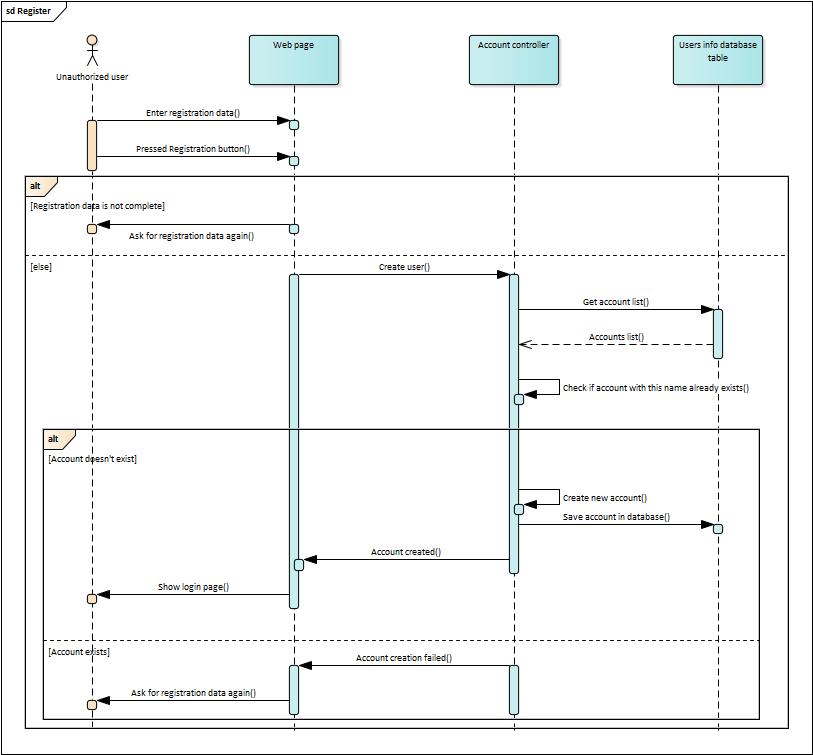 sd Register
Unauthorized user
Web page
Account controller
Users info database
table
Enter registration data()
Pressed Registration button()
alt
[Registration data is not complete]
Ask for registration data again()
[else]
Create user()
Get account list()
Accounts list()
Check if account with this name already exists()
alt
[Account doesn't exist]
Create new account()
Save account in database()
Account created()
Show login page()
[Account exists]
Account creation failed()
Ask for registration data again()